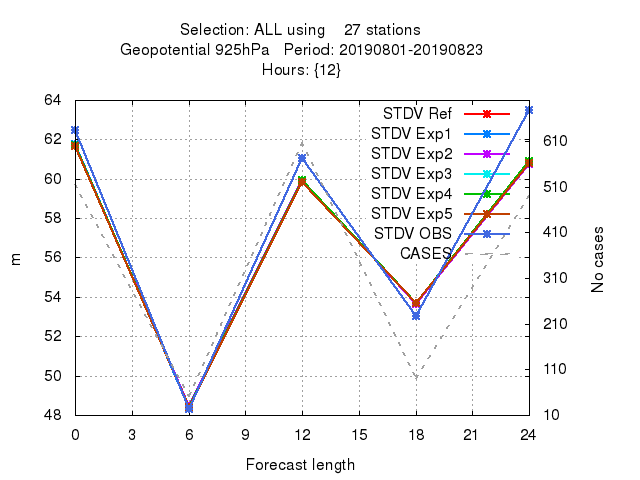 Selection: ALL using    27 stations
Geopotential 925hPa   Period: 20190801-20190823
Hours: {12}
64
62
60
58
56
54
52
50
48
m
610
510
410
310
210
110
10
No cases
STDV Ref
STDV Exp1
STDV Exp2
STDV Exp3
STDV Exp4
STDV Exp5
STDV OBS
CASES
0 3 6 9 12 15 18 21 24
Forecast length